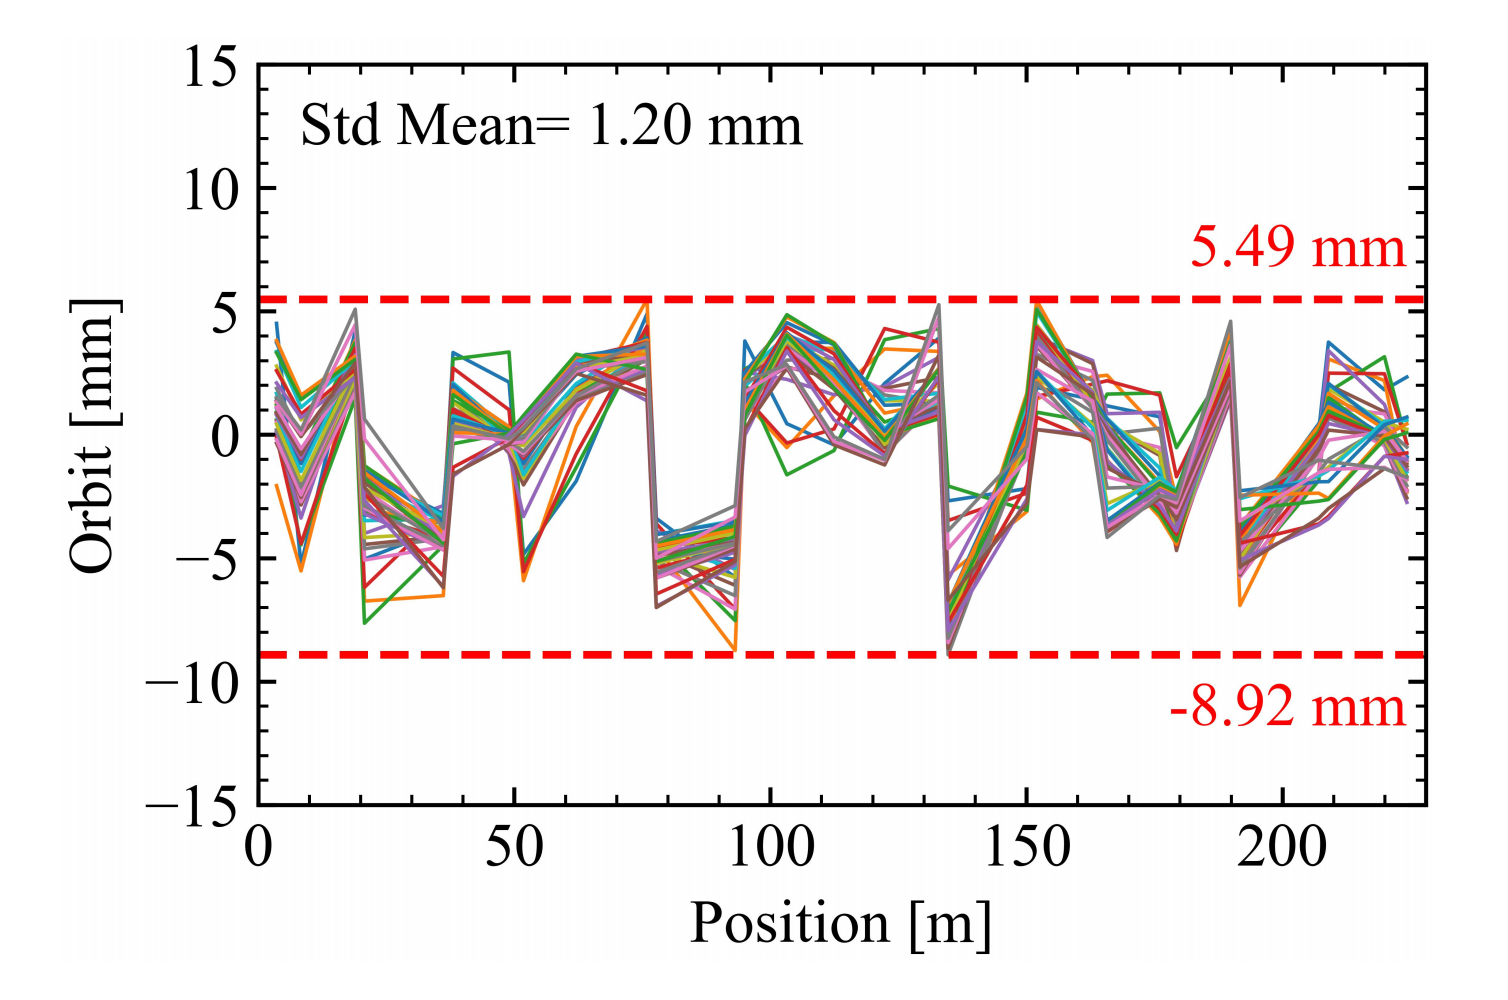 15
Std Mean= 1.20 mm
10
5.49 mm
5
0
−5
−10
-8.92 mm
−15
0 50 100 150 200
Position [m]
Orbit [mm]